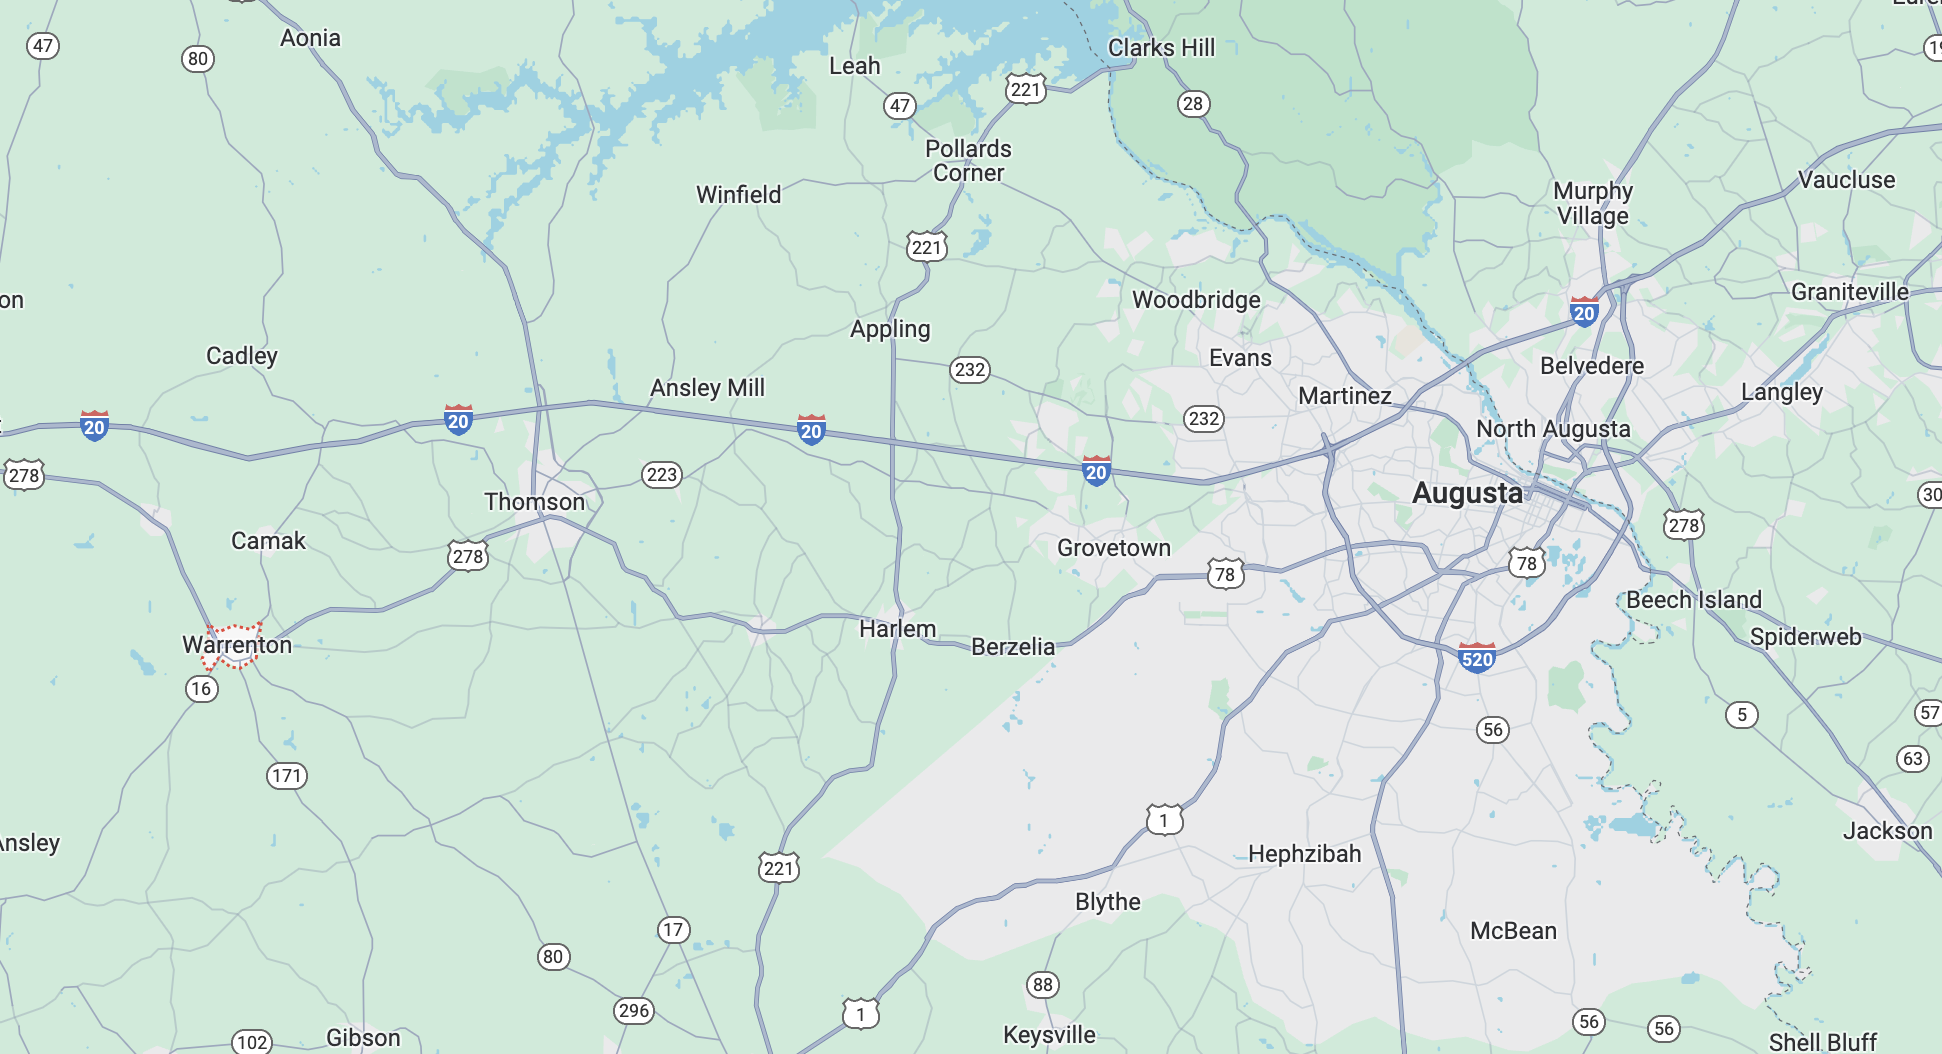 Aonia
47
80
Leah
47
221
Clarks Hill
28
19
Pollards
Corner
Winfield
Murphy
Village
Vaucluse
221
on
Woodbridge
Appling
20
Graniteville
Cadley
Evans
232
Belvedere
Ansley Mill
Martinez
Langley
20
20
20
232
North Augusta
278
223
20
Thomson
Augusta
30
278
Camak
278
Grovetown
78
78
Beech Island
Warrenton
Harlem
Berzelia
520
Spiderweb
16
56
5
57
63
171
1
Jackson
Ansley
221
Hephzibah
Blythe
McBean
17
80
88
296
1
56
56
102
Gibson
Keysville
Shell Bluff